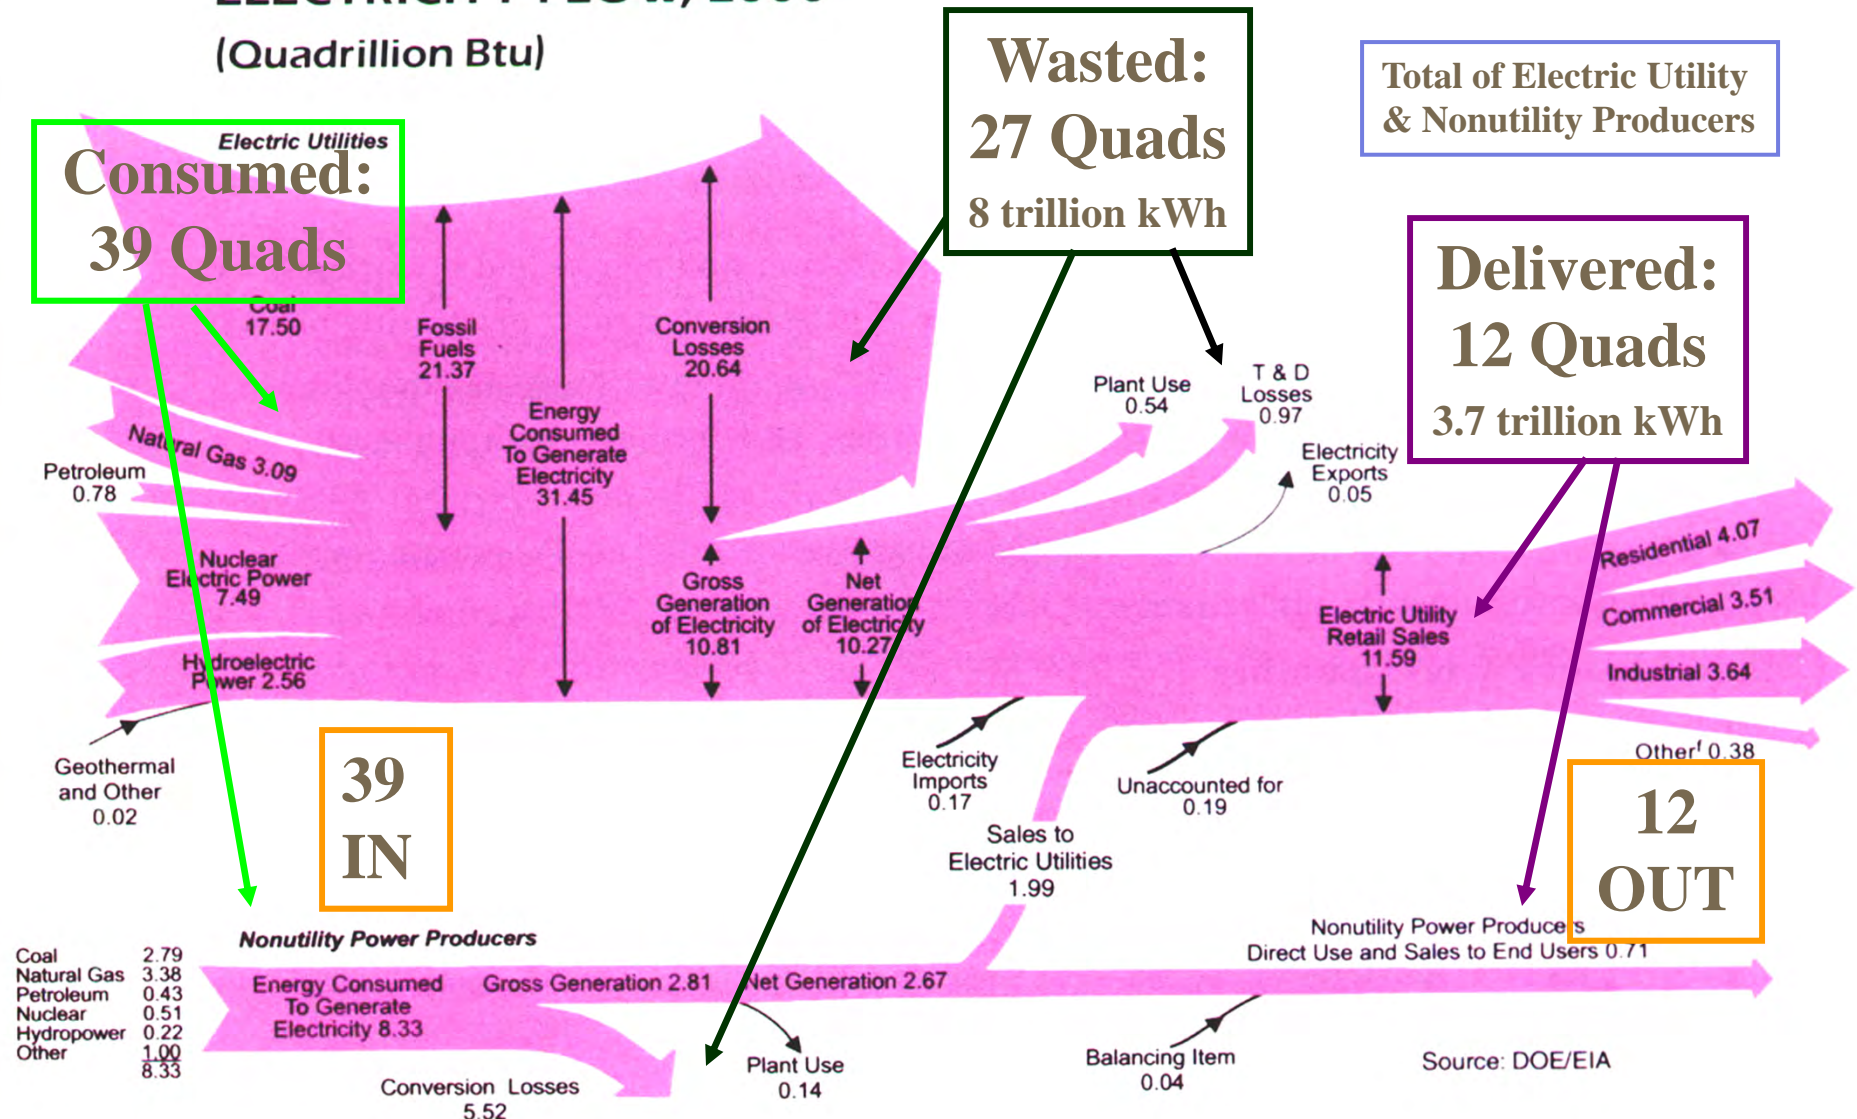 (Quadrillion Btu)
Wasted:
27 Quads
8 trillion kWh
Total of Electric Utility
& Nonutility Producers
Electric Utilities
Consumed:
39 Quads
Delivered:
12 Quads
3.7 trillion kWh
Coal
17.50
Fossil
Fuels
21.37
Conversion
Losses
20.64
Energy
Consumed
To Generate
Electricity
31.45
Plant Use
0.54
T & D
Losses
0.97
Electricity
Exports
0.05
Natural Gas 3.09
Petroleum
0.78
Nuclear
Electric Power
7.49
Hydroelectric
Power 2.56
Geothermal
and Other
0.02
Gross
Generation
of Electricity
10.81
Net
Generation
of Electricity
10.27
Electric Utility
Retail Sales
11.59
Residential 4.07
Commercial 3.51
Industrial 3.64
Otherᶠ 0.38
39
IN
12
OUT
Electricity
Imports
0.17
Unaccounted for
0.19
Sales to
Electric Utilities
1.99
Nonutility Power Producers
Coal 2.79
Natural Gas 3.38
Petroleum 0.43
Nuclear 0.51
Hydropower 0.22
Other 1.00
8.33
Energy Consumed
To Generate
Electricity 8.33
Gross Generation 2.81
Net Generation 2.67
Nonutility Power Producers
Direct Use and Sales to End Users 0.71
Conversion Losses
5.52
Plant Use
0.14
Balancing Item
0.04
Source: DOE/EIA